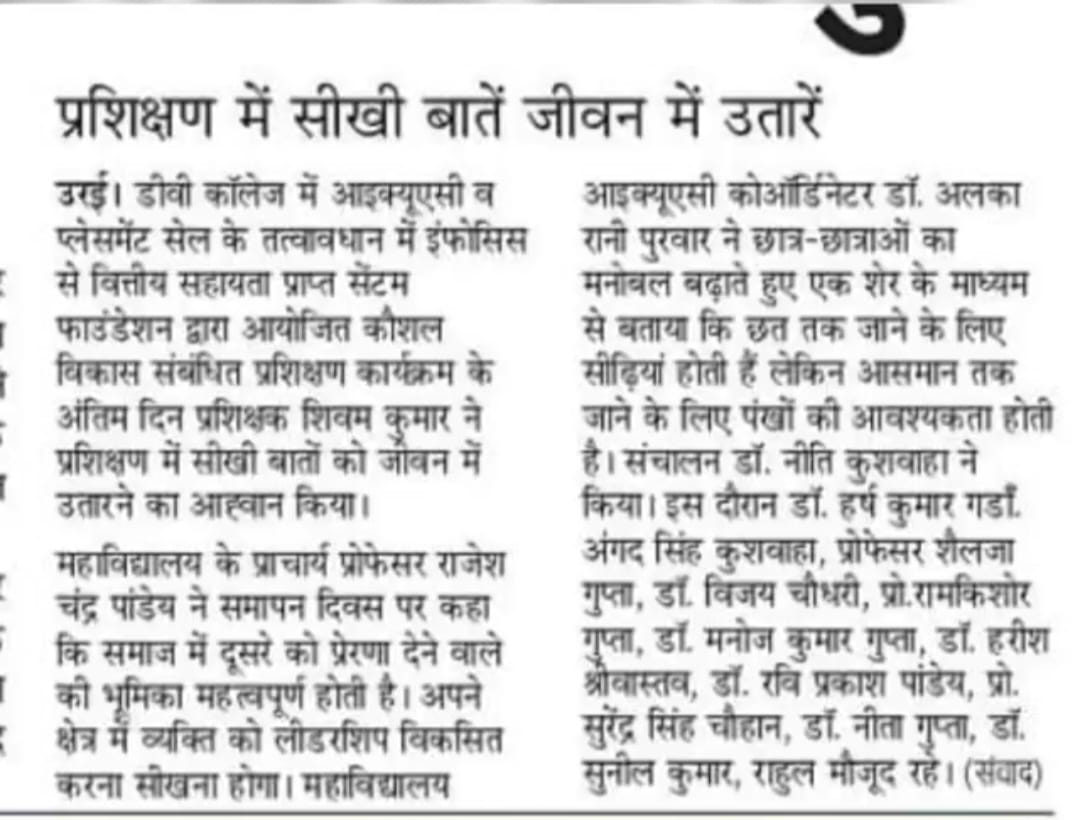 प्रशिक्षण में सीखी बातें जीवन में उतारें
उरई। डीवी कॉलेज में आइक्यूएसी व
प्लेसमेंट सेल के तत्वावधान में इंफोसिस
से वित्तीय सहायता प्राप्त सेंटम
फाउंडेशन द्वारा आयोजित कौशल
विकास संबंधित प्रशिक्षण कार्यक्रम के
अंतिम दिन प्रशिक्षक शिवम कुमार ने
प्रशिक्षण में सीखी बातों को जीवन में
उतारने का आह्वान किया।
महाविद्यालय के प्राचार्य प्रोफेसर राजेश
चंद्र पांडेय ने समापन दिवस पर कहा
कि समाज में दूसरे को प्रेरणा देने वाले
की भूमिका महत्वपूर्ण होती है। अपने
क्षेत्र में व्यक्ति को लीडरशिप विकसित
करना सीखना होगा। महाविद्यालय
आइक्यूएसी कोऑर्डिनेटर डॉ. अलका
रानी पुरवार ने छात्र-छात्राओं का
मनोबल बढ़ाते हुए एक शेर के माध्यम
से बताया कि छत तक जाने के लिए
सीढ़ियां होती हैं लेकिन आसमान तक
जाने के लिए पंखों की आवश्यकता होती
है। संचालन डॉ. नीति कुशवाहा ने
किया। इस दौरान डॉ. हर्ष कुमार गर्डॉ.
अंगद सिंह कुशवाहा, प्रोफेसर शैलजा
गुप्ता, डॉ. विजय चौधरी, प्रो.रामकिशोर
गुप्ता, डॉ. मनोज कुमार गुप्ता, डॉ. हरीश
श्रीवास्तव, डॉ. रवि प्रकाश पांडेय, प्रो.
सुरेंद्र सिंह चौहान, डॉ. नीता गुप्ता, डॉ.
सुनील कुमार, राहुल मौजूद रहे। (संवाद)